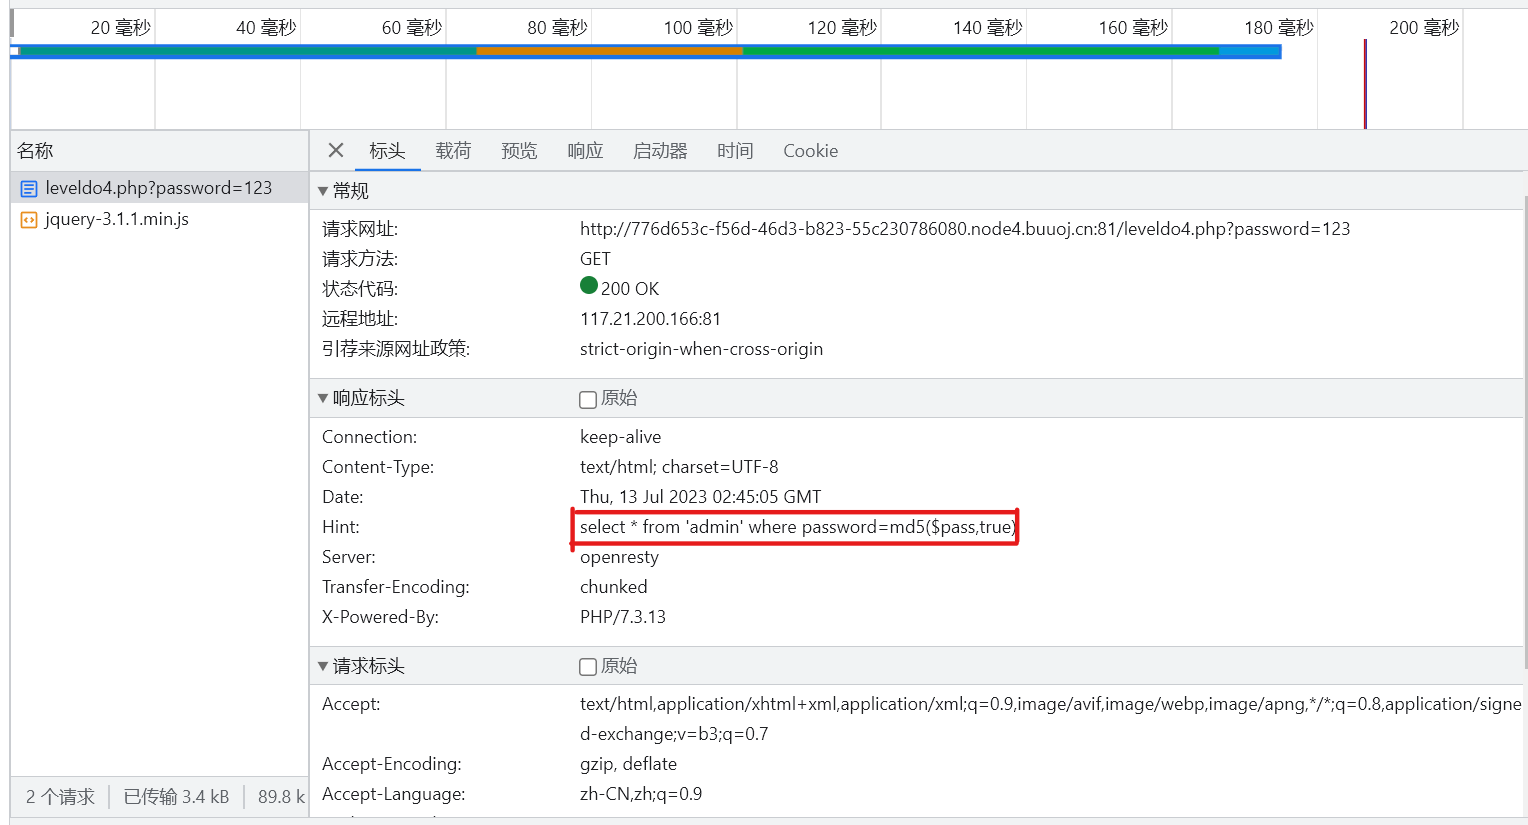 20 毫秒 40 毫秒 60 毫秒 80 毫秒 100 毫秒 120 毫秒 140 毫秒 160 毫秒 180 毫秒 200 毫秒
名称
标头 载荷 预览 响应 启动器 时间 Cookie
leveldo4.php?password=123
jquery-3.1.1.min.js
常规
请求网址: http://776d653c-f56d-46d3-b823-55c230786080.node4.buuoj.cn:81/leveldo4.php?password=123
请求方法: GET
状态代码: 200 OK
远程地址: 117.21.200.166:81
引荐来源网址政策: strict-origin-when-cross-origin
响应标头 原始
Connection: keep-alive
Content-Type: text/html; charset=UTF-8
Date: Thu, 13 Jul 2023 02:45:05 GMT
Hint: select * from 'admin' where password=md5($pass,true)
Server: openresty
Transfer-Encoding: chunked
X-Powered-By: PHP/7.3.13
请求标头 原始
Accept: text/html,application/xhtml+xml,application/xml;q=0.9,image/avif,image/webp,image/apng,*/*;q=0.8,application/signe
d-exchange;v=b3;q=0.7
Accept-Encoding: gzip, deflate
Accept-Language: zh-CN,zh;q=0.9
2 个请求 已传输 3.4 kB 89.8 k